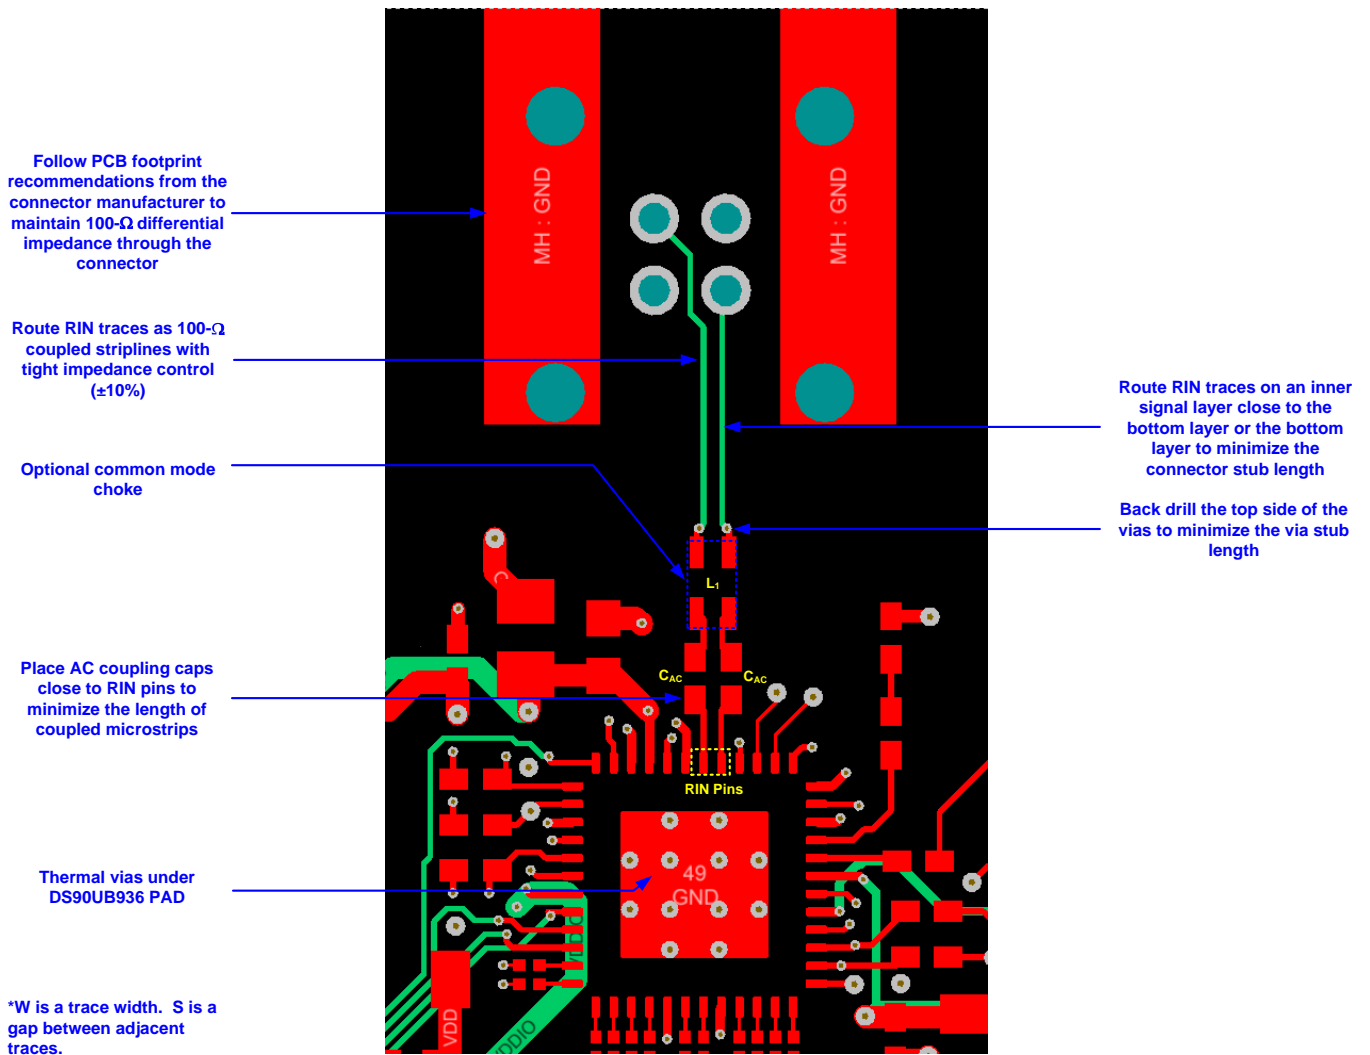 Follow PCB footprint
recommendations from the
connector manufacturer to
maintain 100-Ω differential
impedance through the
connector
Route RIN traces as 100-Ω
coupled striplines with
tight impedance control
(±10%)
Optional common mode
choke
Place AC coupling caps
close to RIN pins to
minimize the length of
coupled microstrips
Thermal vias under
DS90UB936 PAD
*W is a trace width. S is a
gap between adjacent
traces.
MH : GND
MH : GND
L1
CAC
CAC
RIN Pins
49
GND
C
VDDIO
VDD
VDDIO
Route RIN traces on an inner
signal layer close to the
bottom layer or the bottom
layer to minimize the
connector stub length
Back drill the top side of the
vias to minimize the via stub
length